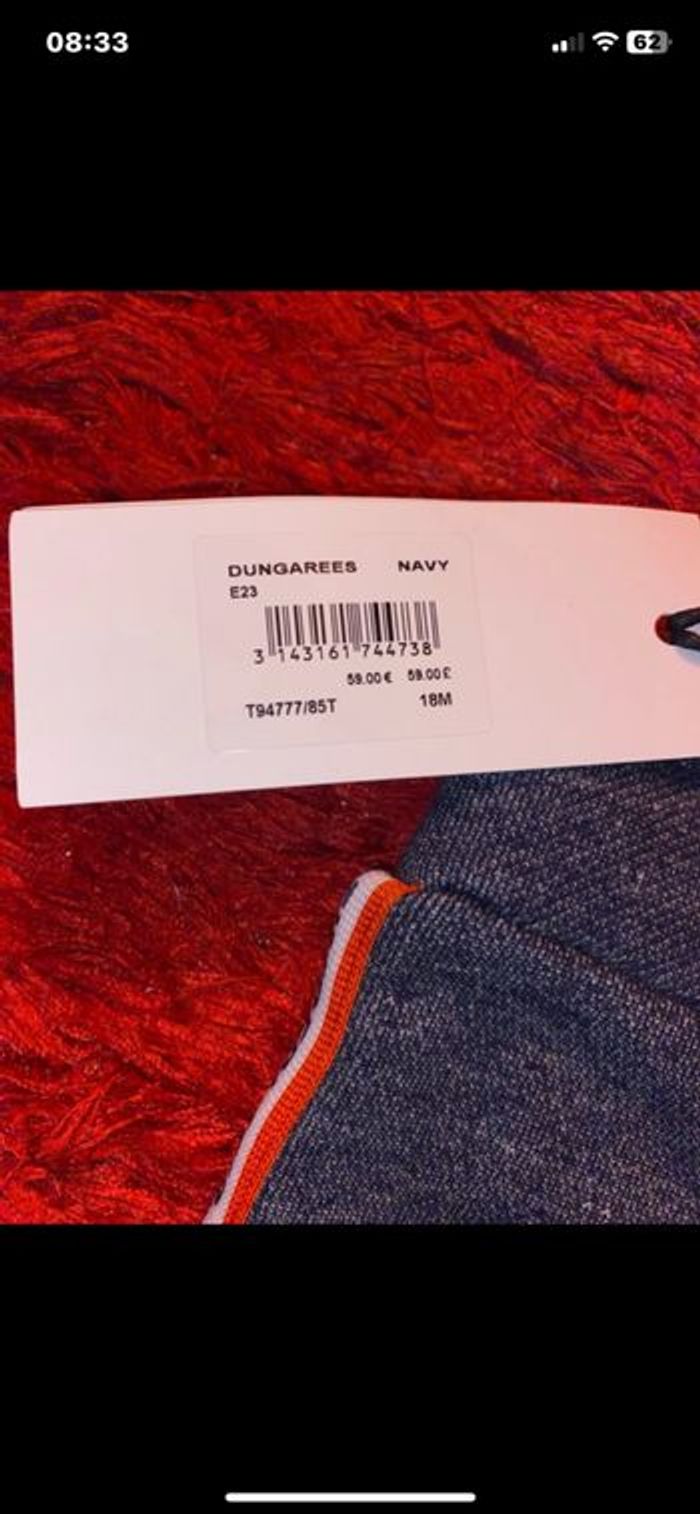 08:33
62
DUNGAREES NAVY
E23
3 143161 744738
59.00 € 59.00 £
T94777/85T 18M